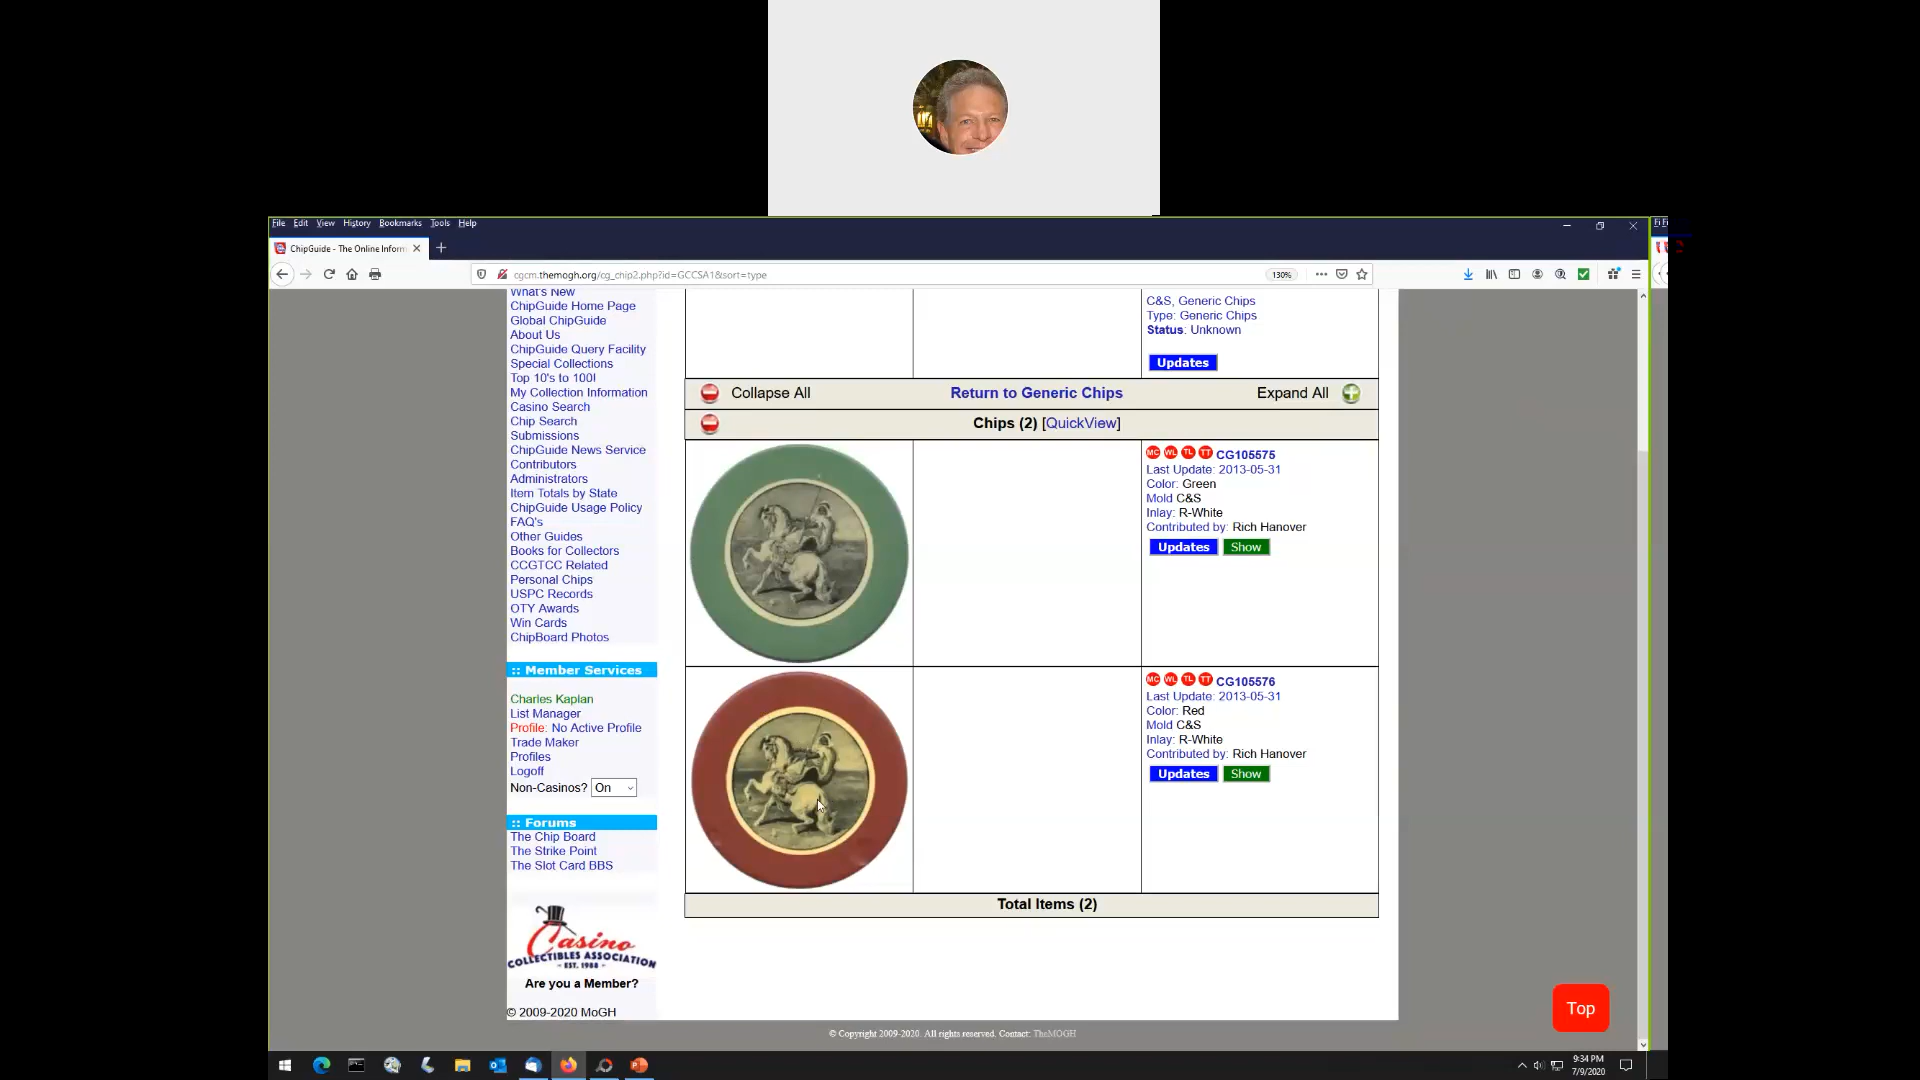 File Edit View History Bookmarks Tools Help
ChipGuide - The Online Inform
cgcm.themogh.org/cg_chip2.php?id=GCCSA1&sort=type
130%
What's New
ChipGuide Home Page
Global ChipGuide
About Us
ChipGuide Query Facility
Special Collections
Top 10's to 100!
My Collection Information
Casino Search
Chip Search
Submissions
ChipGuide News Service
Contributors
Administrators
Item Totals by State
ChipGuide Usage Policy
FAQ's
Other Guides
Books for Collectors
CCGTCC Related
Personal Chips
USPC Records
OTY Awards
Win Cards
ChipBoard Photos
:: Member Services
Charles Kaplan
List Manager
Profile: No Active Profile
Trade Maker
Profiles
Logoff
Non-Casinos? On
:: Forums
The Chip Board
The Strike Point
The Slot Card BBS
Casino
COLLECTIBLES ASSOCIATION
- EST. 1988 -
Are you a Member?
© 2009-2020 MoGH
C&S, Generic Chips
Type: Generic Chips
Status: Unknown
Updates
Collapse All Return to Generic Chips Expand All
Chips (2) [QuickView]
MC WL TL TT CG105575
Last Update: 2013-05-31
Color: Green
Mold C&S
Inlay: R-White
Contributed by: Rich Hanover
Updates Show
MC WL TL TT CG105576
Last Update: 2013-05-31
Color: Red
Mold C&S
Inlay: R-White
Contributed by: Rich Hanover
Updates Show
Total Items (2)
Top
© Copyright 2009-2020. All rights reserved. Contact: TheMOGH
9:34 PM
7/9/2020